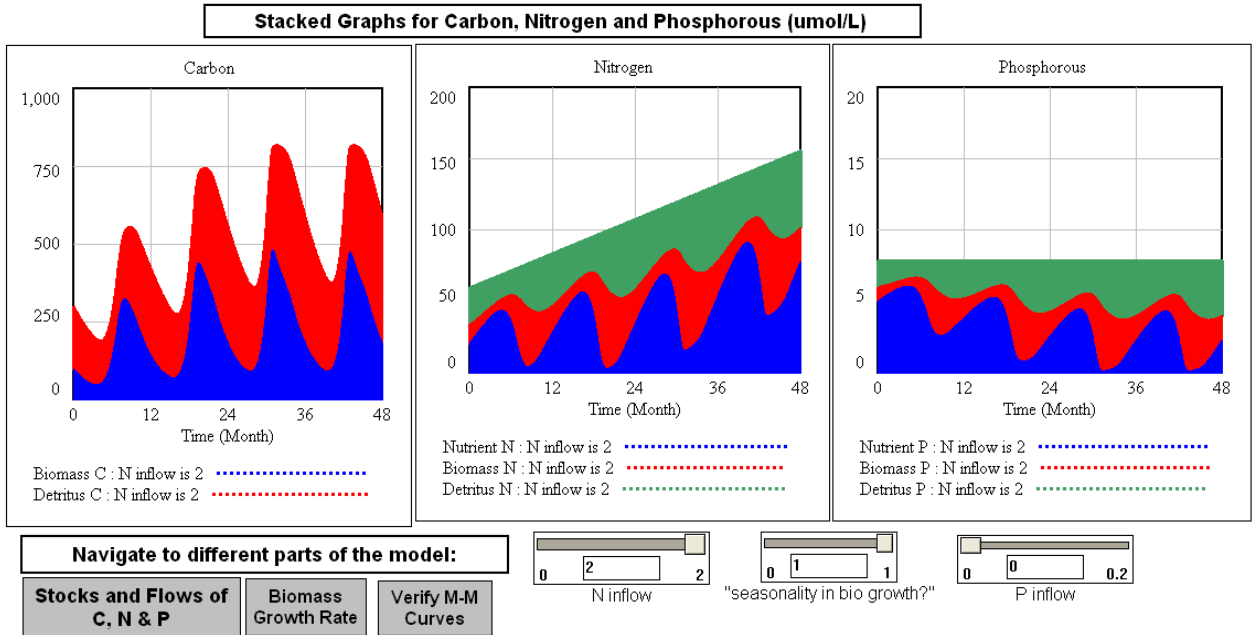 Stacked Graphs for Carbon, Nitrogen and Phosphorous (umol/L)
Carbon
1,000
750
500
250
0
0 12 24 36 48
Time (Month)
Biomass C : N inflow is 2
Detritus C : N inflow is 2
Nitrogen
200
150
100
50
0
0 12 24 36 48
Time (Month)
Nutrient N : N inflow is 2
Biomass N : N inflow is 2
Detritus N : N inflow is 2
Phosphorous
20
15
10
5
0
0 12 24 36 48
Time (Month)
Nutrient P : N inflow is 2
Biomass P : N inflow is 2
Detritus P : N inflow is 2
Navigate to different parts of the model:
Stocks and Flows of
C, N & P
Biomass
Growth Rate
Verify M-M
Curves
0 2 2
N inflow
0 1 1
"seasonality in bio growth?"
0 0 0.2
P inflow